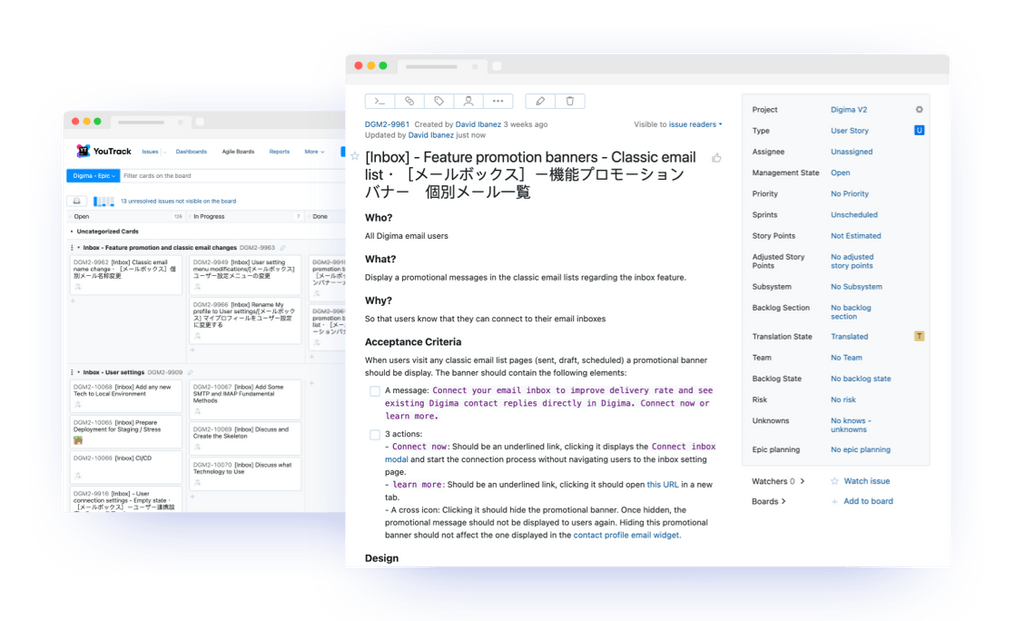 YouTrack
Issues
Dashboards
Agile Boards
Reports
More
Digima - Epic
Filter cards on the board
13 unresolved issues not visible on the board
Open
126
In Progress
7
Done
Uncategorized Cards
Inbox - Feature promotion and classic email changes DGM2-9963
DGM2-9962 [Inbox] Classic email
name change - ［メールボックス］個
別メール名称変更
DGM2-9949 [Inbox] User setting
menu modifications/[メールボックス]
ユーザー設定メニューの変更
DGM2-9966 [Inbox] Rename My
profile to User settings/[メールボック
ス] マイプロフィールをユーザー設定
に変更する
promotion b
［メールボ
promotion b
list・［メール
Inbox - User settings DGM2-9909
DGM2-10068 [Inbox] Add any new
Tech to Local Environment
DGM2-10065 [Inbox] Prepare
Deployment for Staging / Stress
DGM2-10066 [Inbox] CI/CD
DGM2-9916 [Inbox] - User
connection settings - Empty state・
［メールボックス］－ユーザー連携設
DGM2-10067 [Inbox] Add Some
SMTP and IMAP Fundamental
Methods
DGM2-10069 [Inbox] Discuss and
Create the Skeleton
DGM2-10070 [Inbox] Discuss what
Technology to Use
DGM2-9961 Created by David Ibanez 3 weeks ago
Visible to issue readers
Updated by David Ibanez just now
[Inbox] - Feature promotion banners - Classic email
list・［メールボックス］－機能プロモーション
バナー　個別メール一覧
Who?
All Digima email users
What?
Display a promotional messages in the classic email lists regarding the inbox feature.
Why?
So that users know that they can connect to their email inboxes
Acceptance Criteria
When users visit any classic email list pages (sent, draft, scheduled) a promotional banner
should be display. The banner should contain the following elements:
A message: Connect your email inbox to improve delivery rate and see
existing Digima contact replies directly in Digima. Connect now or
learn more.
3 actions:
- Connect now: Should be an underlined link, clicking it displays the Connect inbox
modal and start the connection process without navigating users to the inbox setting
page.
- learn more: Should be an underlined link, clicking it should open this URL in a new
tab.
- A cross icon: Clicking it should hide the promotional banner. Once hidden, the
promotional message should not be displayed to users again. Hiding this promotional
banner should not affect the one displayed in the contact profile email widget.
Design
Project Digima V2
Type User Story U
Assignee Unassigned
Management State Open
Priority No Priority
Sprints Unscheduled
Story Points Not Estimated
Adjusted Story No adjusted
Points story points
Subsystem No Subsystem
Backlog Section No backlog
section
Translation State Translated T
Team No Team
Backlog State No backlog state
Risk No risk
Unknowns No knows -
unknowns
Epic planning No epic planning
Watchers 0 Watch issue
Boards Add to board